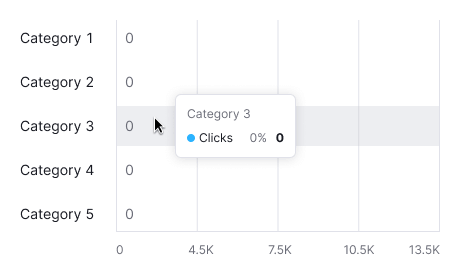 Category 1 0
Category 2 0
Category 3
Category 3 0
Clicks 0% 0
Category 4 0
Category 5 0
0 4.5K 7.5K 10.5K 13.5K